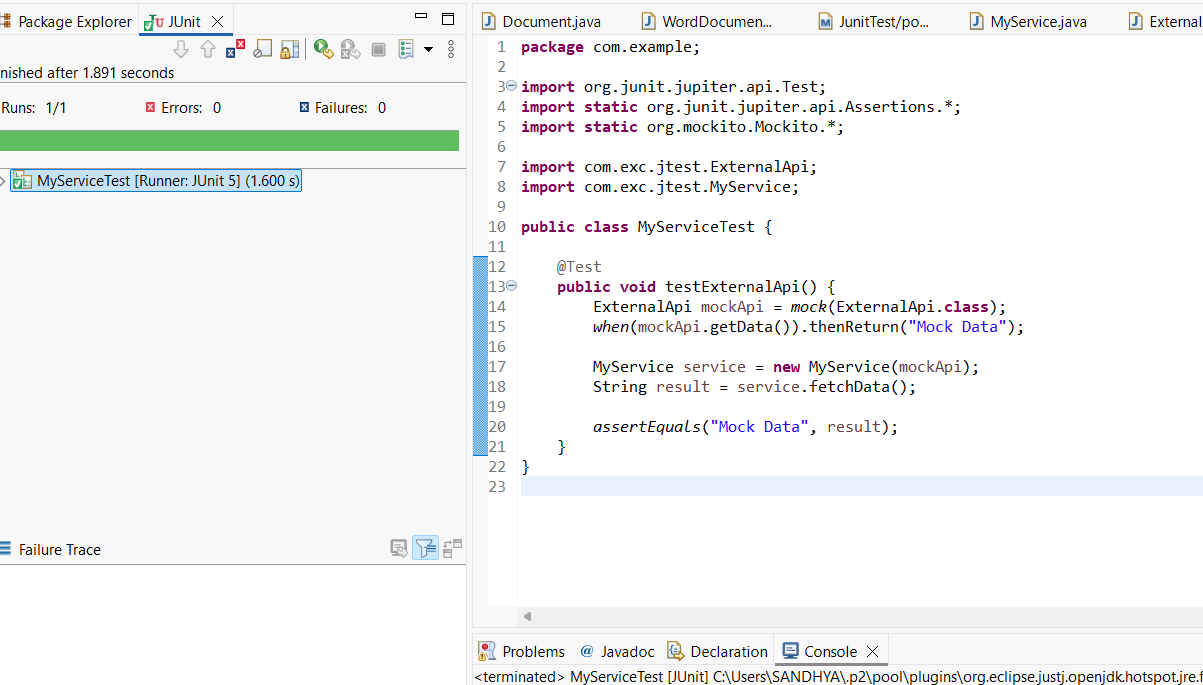 Package Explorer JUnit
nished after 1.891 seconds
Runs: 1/1 Errors: 0 Failures: 0
MyServiceTest [Runner: JUnit 5] (1.600 s)
Failure Trace
Document.java WordDocumen... JunitTest/po... MyService.java External
1 package com.example;
2
3 import org.junit.jupiter.api.Test;
4 import static org.junit.jupiter.api.Assertions.*;
5 import static org.mockito.Mockito.*;
6
7 import com.exc.jtest.ExternalApi;
8 import com.exc.jtest.MyService;
9
10 public class MyServiceTest {
11
12     @Test
13     public void testExternalApi() {
14         ExternalApi mockApi = mock(ExternalApi.class);
15         when(mockApi.getData()).thenReturn("Mock Data");
16
17         MyService service = new MyService(mockApi);
18         String result = service.fetchData();
19
20         assertEquals("Mock Data", result);
21     }
22 }
23
Problems @ Javadoc Declaration Console
<terminated> MyServiceTest [JUnit] C:\Users\SANDHYA\.p2\pool\plugins\org.eclipse.justj.openjdk.hotspot.jre.f